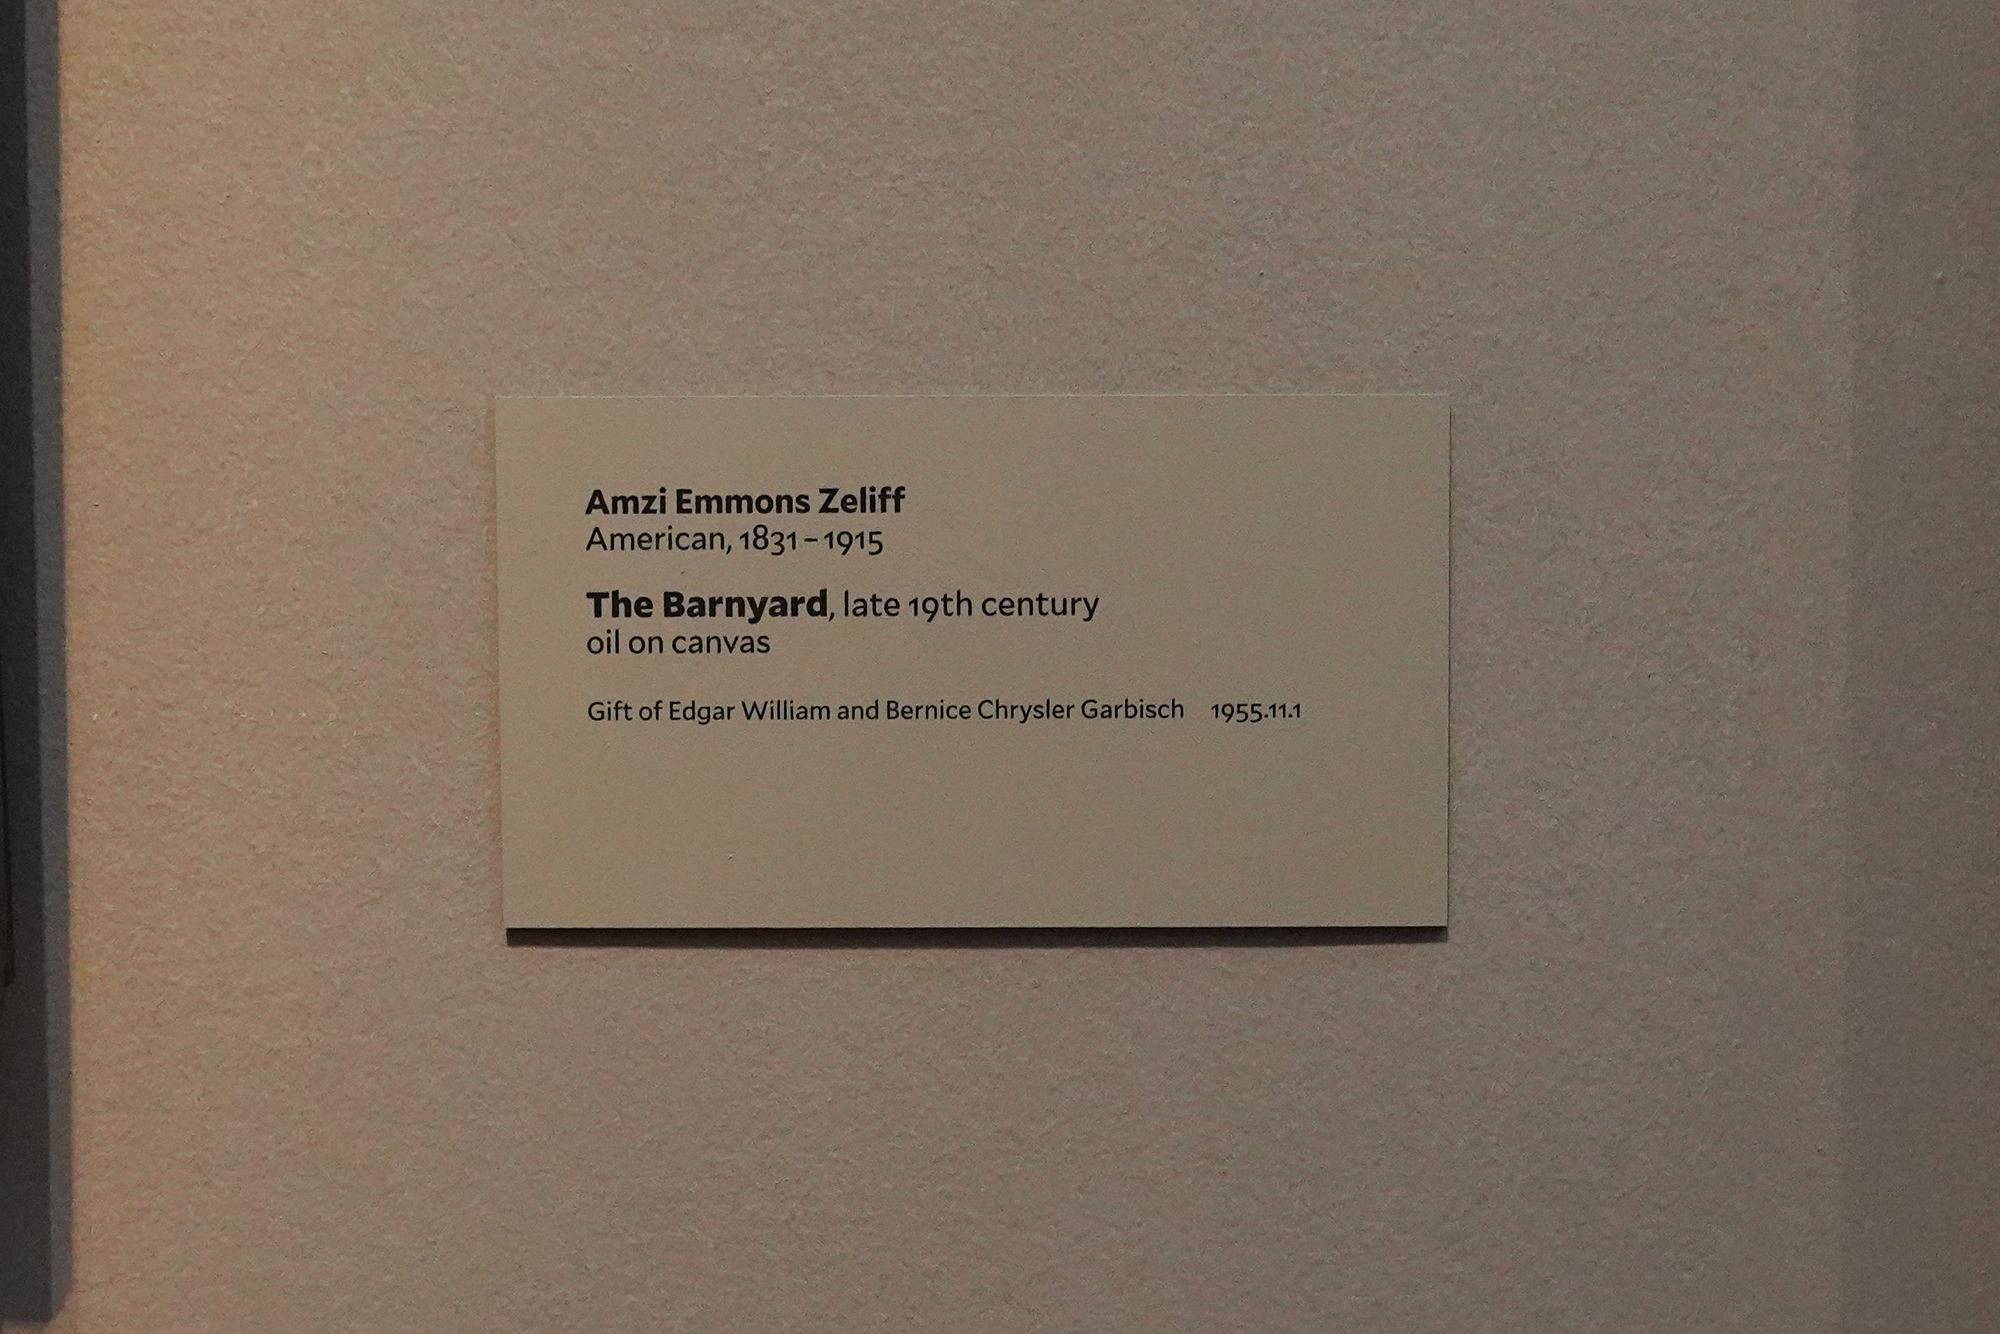 Amzi Emmons Zeliff
American, 1831–1915
The Barnyard, late 19th century
oil on canvas
Gift of Edgar William and Bernice Chrysler Garbisch 1955.11.1